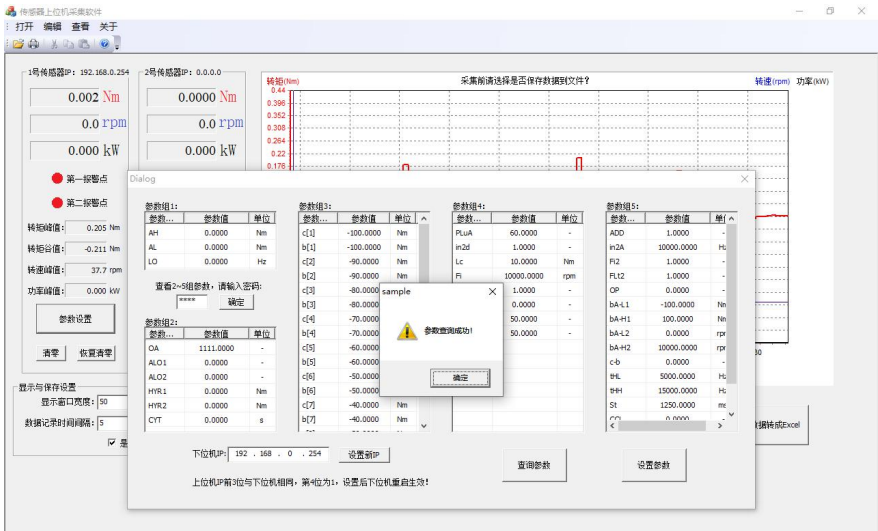 传感器上位机采集软件
打开 编辑 查看 关于
1号传感器IP: 192.168.0.254
0.002 Nm
0.0 rpm
0.000 kW
第一报警点
第二报警点
转矩峰值: 0.205 Nm
转矩谷值: -0.211 Nm
转速峰值: 37.7 rpm
功率峰值: 0.000 kW
参数设置
清零 恢复清零
显示与保存设置
显示窗口宽度: 50
数据记录时间间隔: 5
是
2号传感器IP: 0.0.0.0
0.0000 Nm
0.0 rpm
0.000 kW
转矩(Nm) 采集前请选择是否保存数据到文件? 转速(rpm) 功率(kW)
0.44
0.396
0.352
0.308
0.264
0.22
0.176
Dialog
参数组1:
参数... 参数值 单位
AH 0.0000 Nm
AL 0.0000 Nm
LO 0.0000 Hz
查看2~5组参数, 请输入密码:
**** 确定
参数组2:
参数... 参数值 单位
OA 1111.0000 -
ALO1 0.0000 -
ALO2 0.0000 -
HYR1 0.0000 Nm
HYR2 0.0000 Nm
CYT 0.0000 s
参数组3:
参数... 参数值 单位
c[1] -100.0000 Nm
b[1] -100.0000 Nm
c[2] -90.0000 Nm
b[2] -90.0000 Nm
c[3] -80.0000
b[3] -80.0000
c[4] -70.0000
b[4] -70.0000
c[5] -60.0000
b[5] -60.0000
c[6] -50.0000
b[6] -50.0000
c[7] -40.0000 Nm
b[7] -40.0000 Nm
参数组4:
参数... 参数值 单位
PLuA 60.0000 -
in2d 1.0000 -
Lc 10.0000 Nm
Fi 10000.0000 rpm
1.0000 -
0.0000 -
50.0000 -
50.0000 -
参数组5:
参数... 参数值 单
ADD 1.0000 -
in2A 10000.0000 Hz
Fi2 1.0000 -
FLt2 1.0000 -
OP 0.0000 -
bA-L1 -100.0000 Nm
bA-H1 100.0000 Nm
bA-L2 0.0000 rpr
bA-H2 10000.0000 rpr
c-b 0.0000 -
tHL 5000.0000 Hz
tHH 15000.0000 Hz
St 1250.0000 ms
sample
参数查询成功!
确定
下位机IP: 192 . 168 . 0 . 254 设置新IP
上位机IP前3位与下位机相同, 第4位为1, 设置后下位机重启生效!
查询参数 设置参数
数据转成Excel